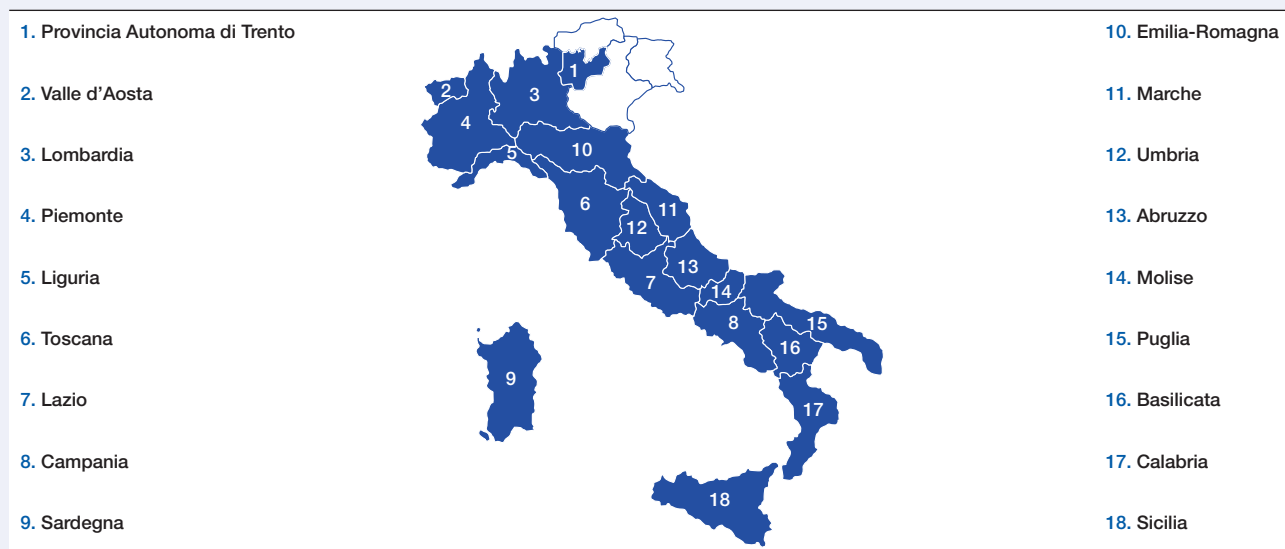 1. Provincia Autonoma di Trento
2. Valle d’Aosta
3. Lombardia
4. Piemonte
5. Liguria
6. Toscana
7. Lazio
8. Campania
9. Sardegna
1
2
3
4
5
10
6
11
12
13
7
14
8
15
16
9
17
18
10. Emilia-Romagna
11. Marche
12. Umbria
13. Abruzzo
14. Molise
15. Puglia
16. Basilicata
17. Calabria
18. Sicilia